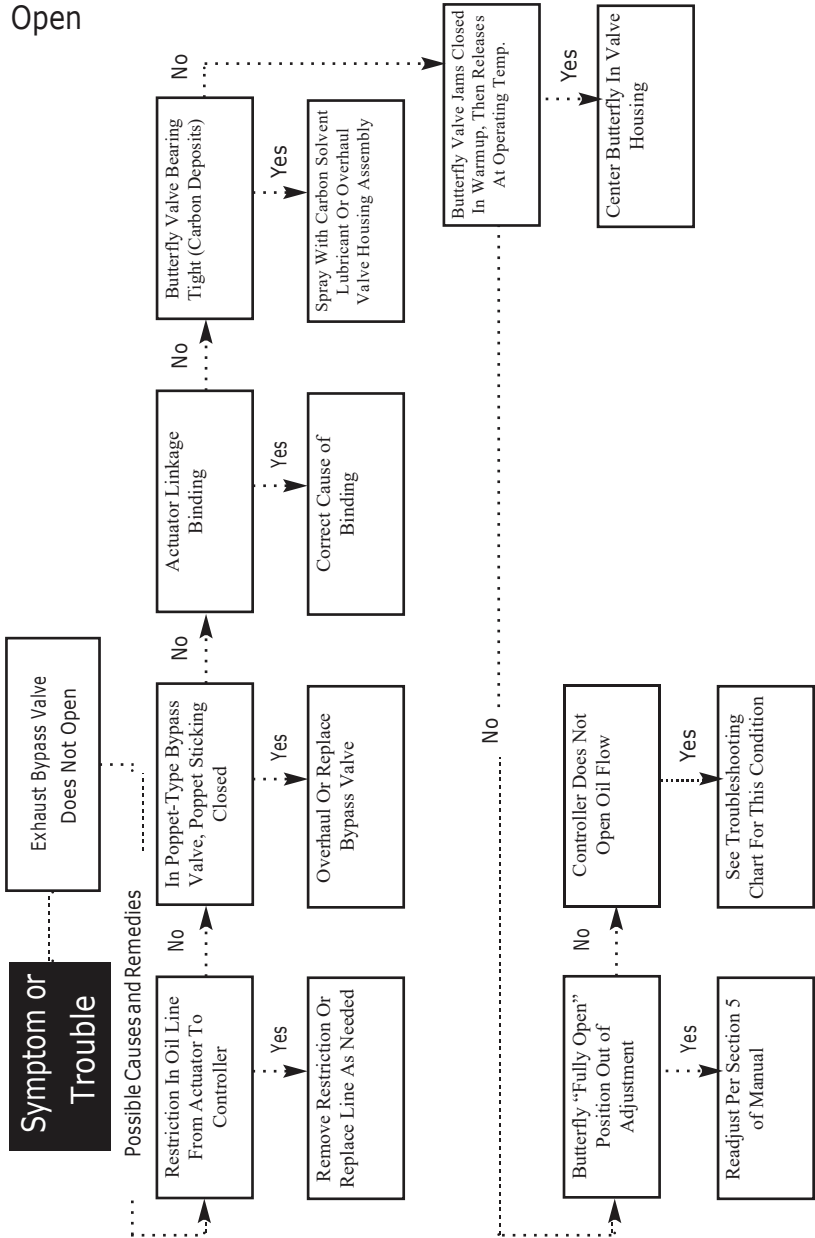 Open
Symptom or
Trouble
Exhaust Bypass Valve
Does Not Open
Possible Causes and Remedies
Restriction In Oil Line
From Actuator To
Controller
Yes
Remove Restriction Or
Replace Line As Needed
No
In Poppet-Type Bypass
Valve, Poppet Sticking
Closed
Yes
Overhaul Or Replace
Bypass Valve
No
Actuator Linkage
Binding
Yes
Correct Cause of
Binding
No
Butterfly Valve Bearing
Tight (Carbon Deposits)
Yes
Spray With Carbon Solvent
Lubricant Or Overhaul
Valve Housing Assembly
No
Butterfly Valve Jams Closed
In Warmup, Then Releases
At Operating Temp.
Yes
Center Butterfly In Valve
Housing
No
Butterfly “Fully Open”
Position Out of
Adjustment
Yes
Readjust Per Section 5
of Manual
No
Controller Does Not
Open Oil Flow
Yes
See Troubleshooting
Chart For This Condition